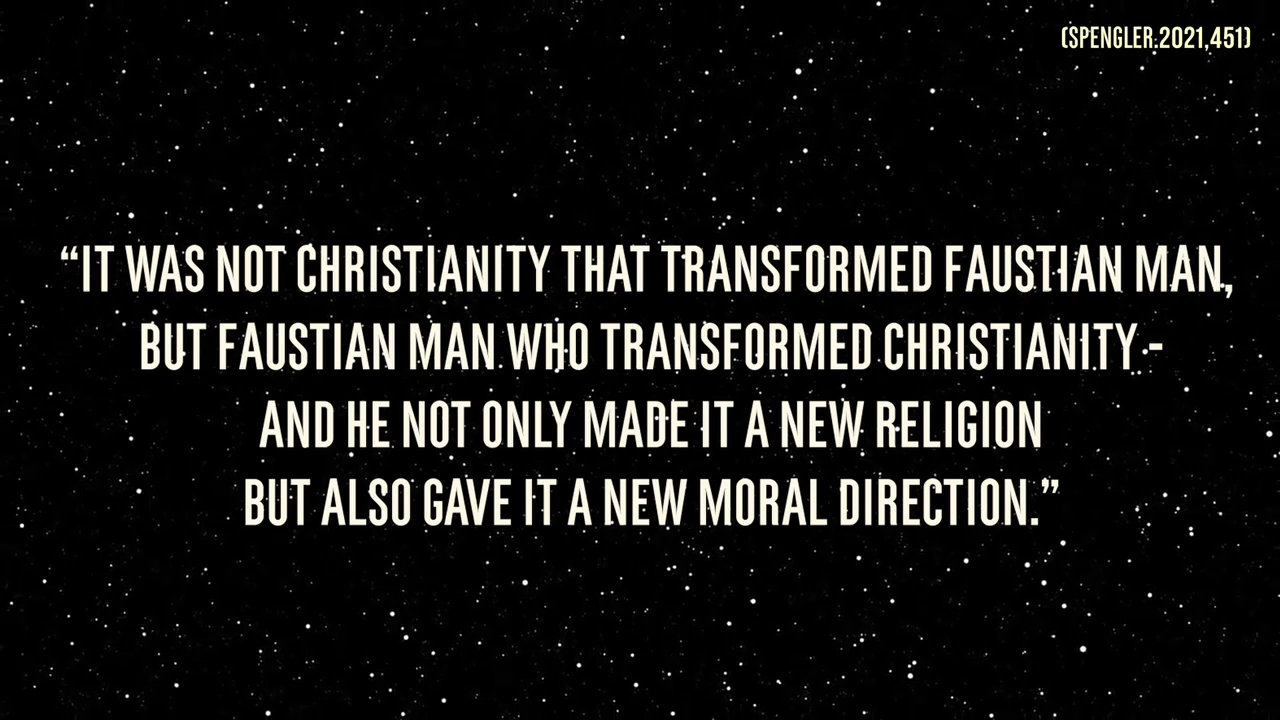 (SPENGLER:2021,451)
“IT WAS NOT CHRISTIANITY THAT TRANSFORMED FAUSTIAN MAN,
BUT FAUSTIAN MAN WHO TRANSFORMED CHRISTIANITY -
AND HE NOT ONLY MADE IT A NEW RELIGION
BUT ALSO GAVE IT A NEW MORAL DIRECTION.”